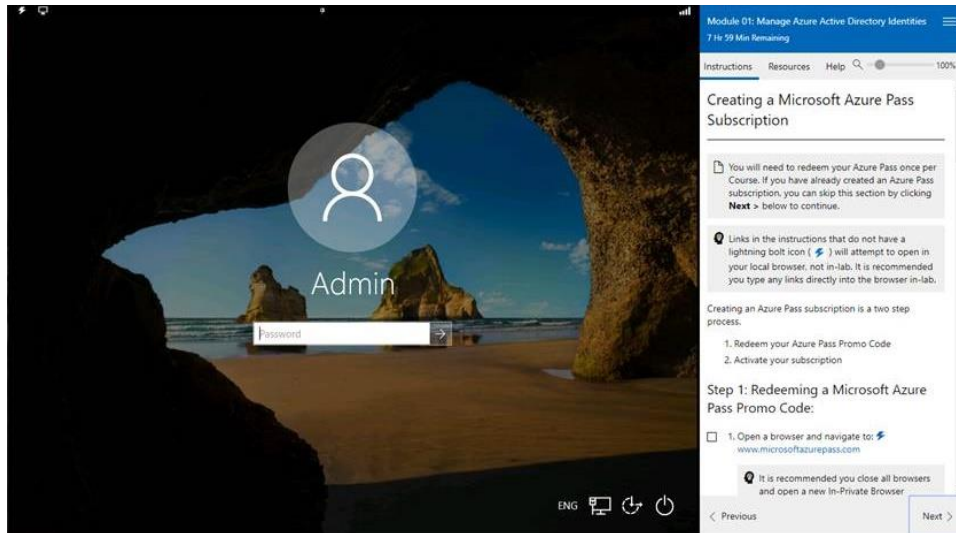 Admin
Password
ENG
Module 01: Manage Azure Active Directory Identities
7 Hr 59 Min Remaining
Instructions Resources Help 100%
Creating a Microsoft Azure Pass
Subscription
You will need to redeem your Azure Pass once per
Course. If you have already created an Azure Pass
subscription, you can skip this section by clicking
Next > below to continue.
Links in the instructions that do not have a
lightning bolt icon ( ⚡ ) will attempt to open in
your local browser, not in-lab. It is recommended
you type any links directly into the browser in-lab.
Creating an Azure Pass subscription is a two step
process.
1. Redeem your Azure Pass Promo Code
2. Activate your subscription
Step 1: Redeeming a Microsoft Azure
Pass Promo Code:
1. Open a browser and navigate to: ⚡
www.microsoftazurepass.com
It is recommended you close all browsers
and open a new In-Private Browser
< Previous Next >